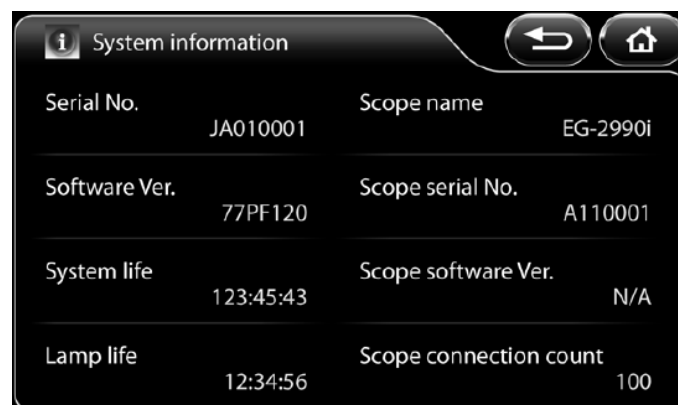 System information
Serial No.
JA010001
Scope name
EG-2990i
Software Ver.
77PF120
Scope serial No.
A110001
System life
123:45:43
Scope software Ver.
N/A
Lamp life
12:34:56
Scope connection count
100